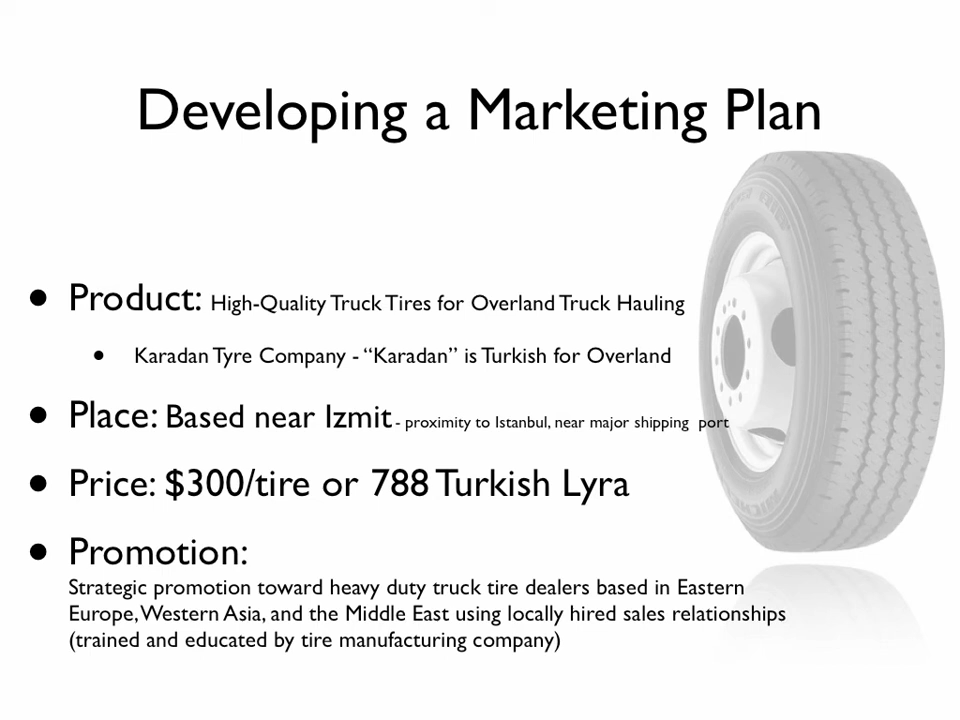 Developing a Marketing Plan
• Product: High-Quality Truck Tires for Overland Truck Hauling
• Karadan Tyre Company - “Karadan” is Turkish for Overland
• Place: Based near Izmit - proximity to Istanbul, near major shipping port
• Price: $300/tire or 788 Turkish Lyra
• Promotion:
Strategic promotion toward heavy duty truck tire dealers based in Eastern
Europe, Western Asia, and the Middle East using locally hired sales relationships
(trained and educated by tire manufacturing company)